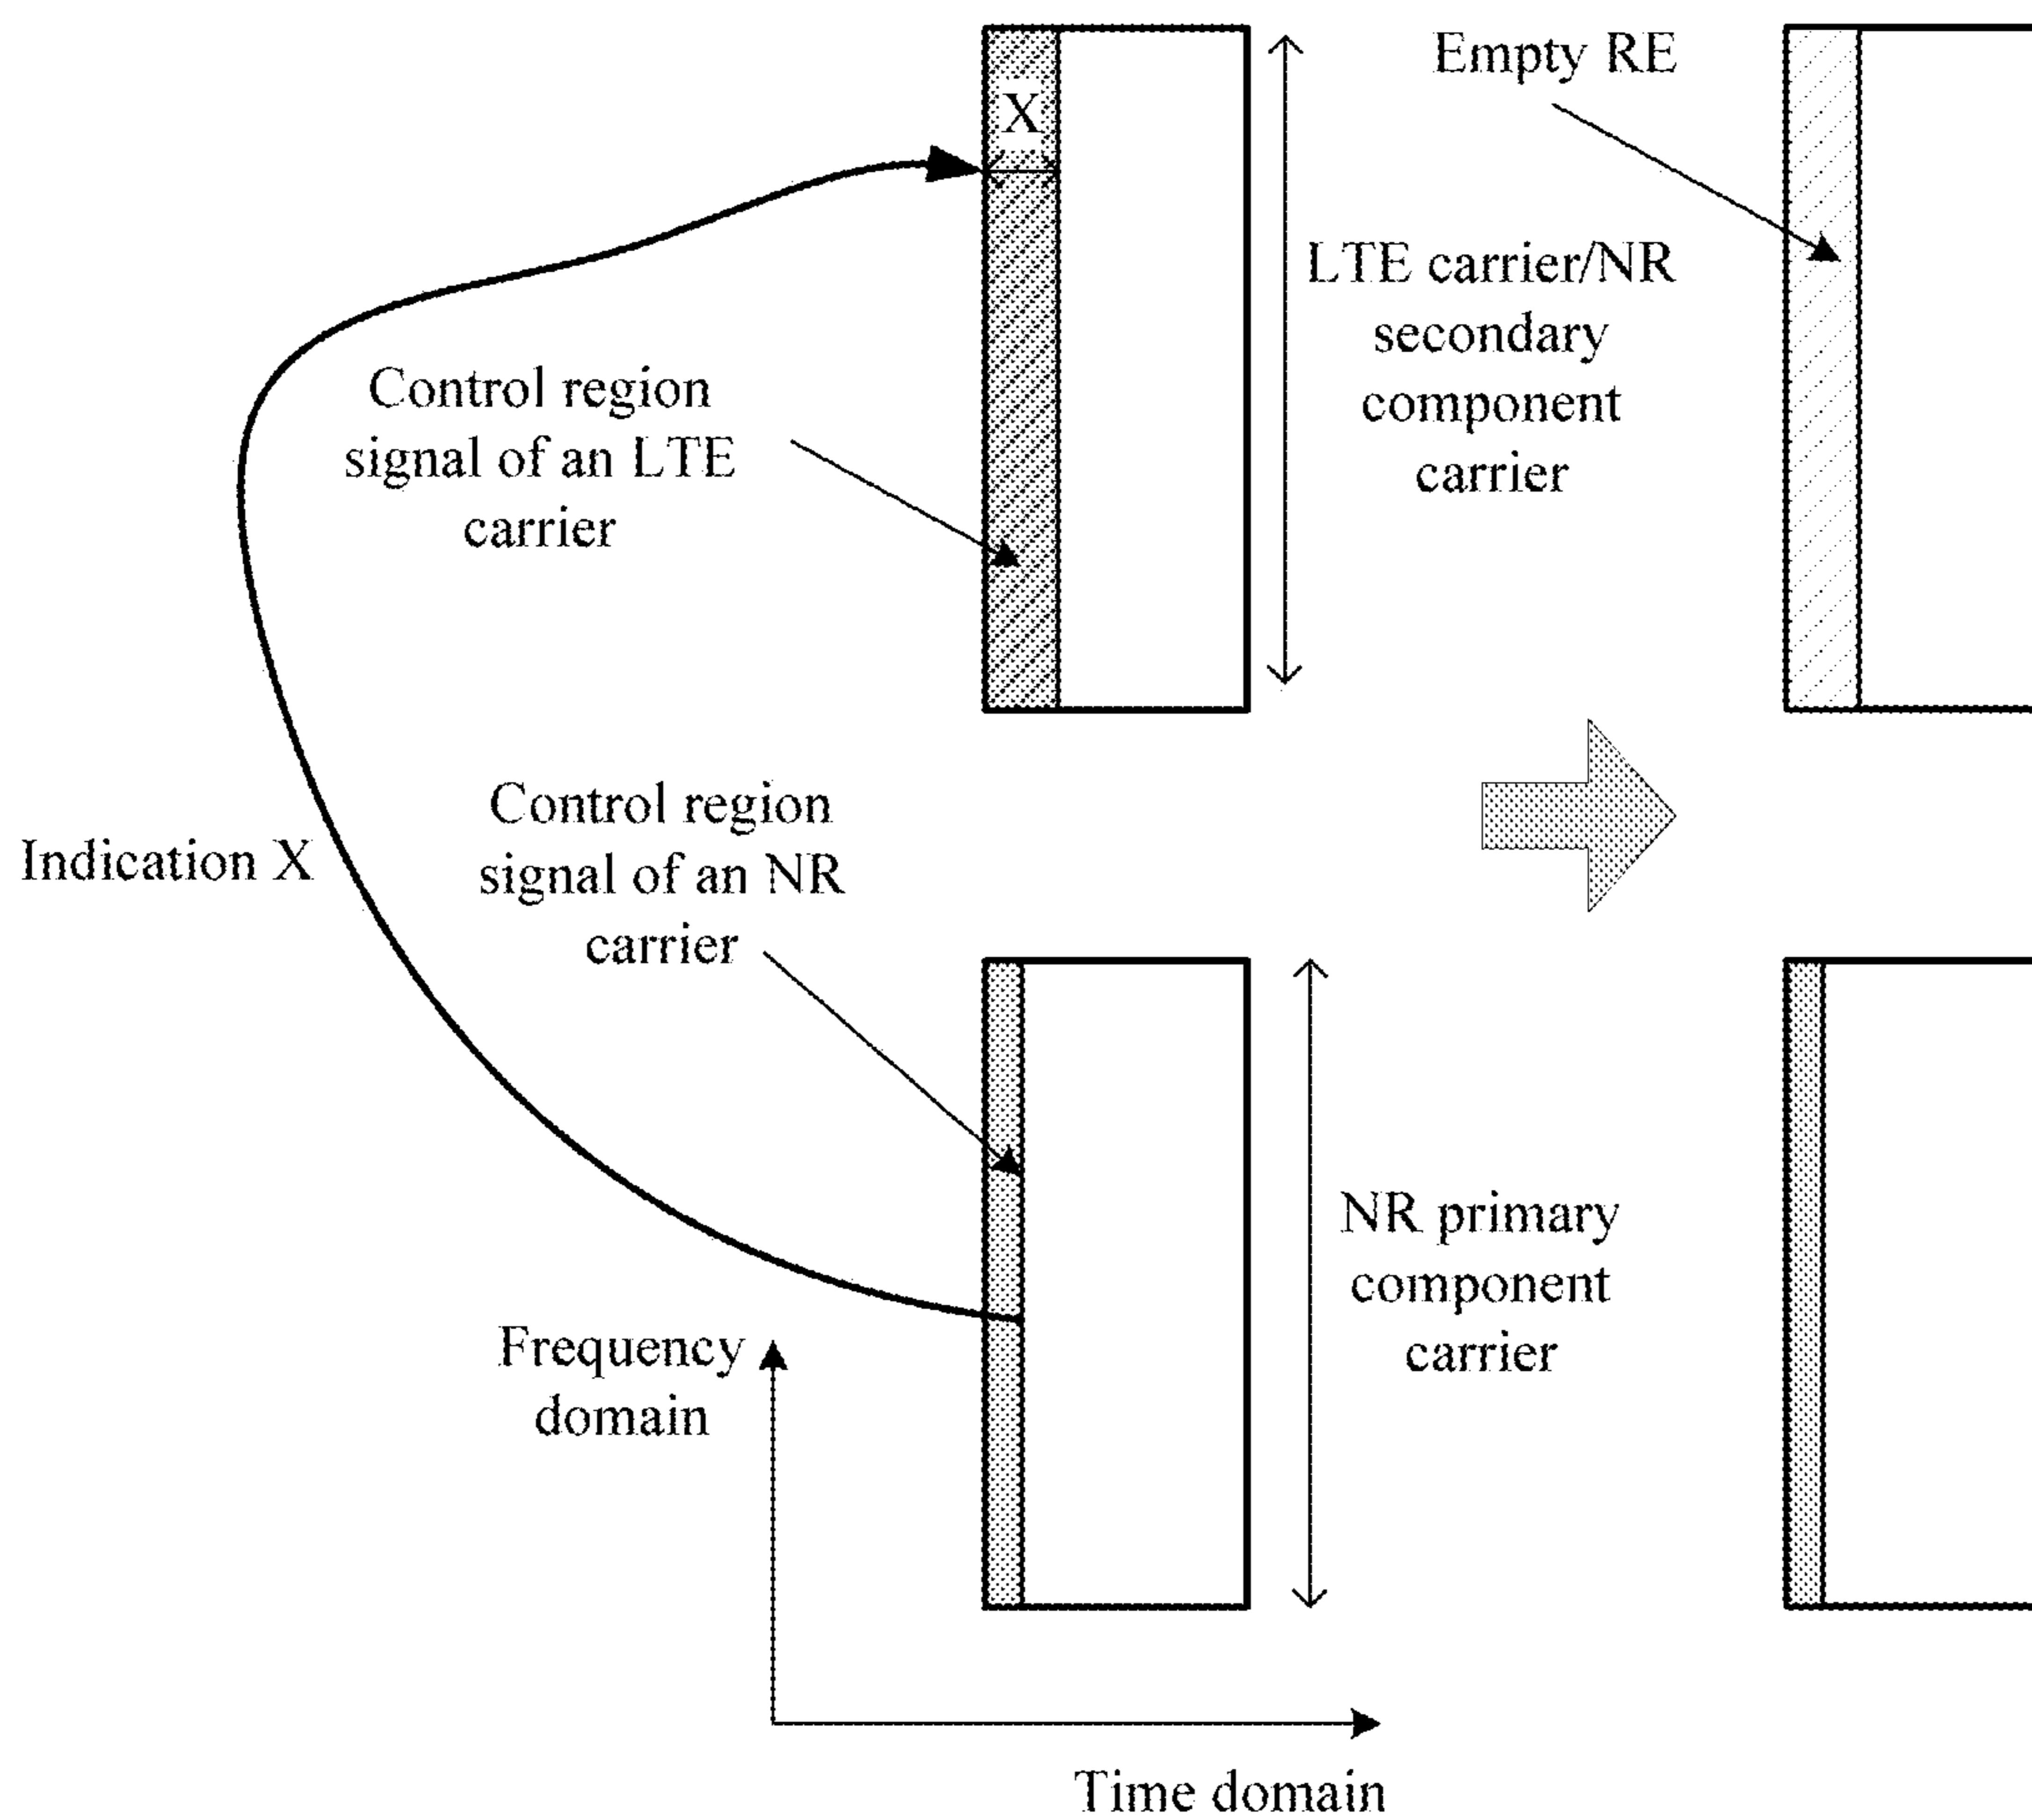 X
Empty RE
LTE carrier/NR
secondary
component
carrier
Control region
signal of an LTE
carrier
Indication X
Control region
signal of an NR
carrier
NR primary
component
carrier
Frequency
domain
Time domain